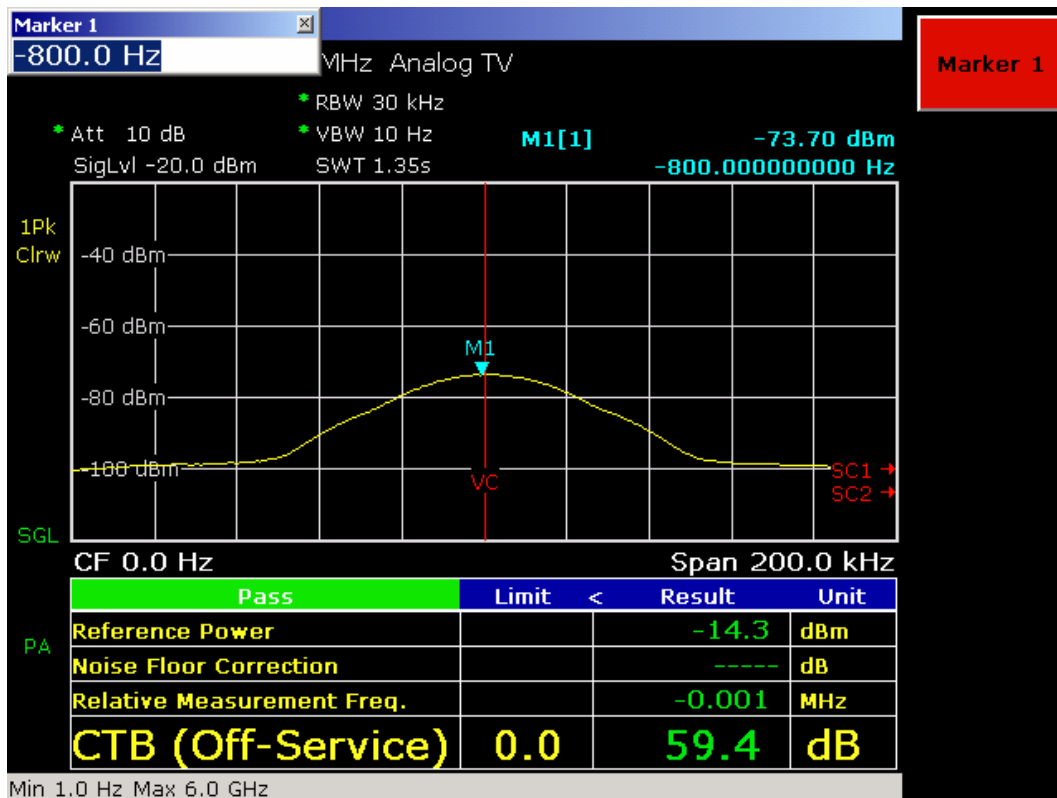 Marker 1
-800.0 Hz
MHz Analog TV
Marker 1
* RBW 30 kHz
* Att 10 dB * VBW 10 Hz M1[1] -73.70 dBm
SigLvl -20.0 dBm SWT 1.35s -800.000000000 Hz
1Pk
Clrw
-40 dBm
-60 dBm
M1
-80 dBm
-100 dBm
VC
SC1
SC2
SGL
CF 0.0 Hz Span 200.0 kHz
Pass Limit < Result Unit
PA
Reference Power -14.3 dBm
Noise Floor Correction ----- dB
Relative Measurement Freq. -0.001 MHz
CTB (Off-Service) 0.0 59.4 dB
Min 1.0 Hz Max 6.0 GHz